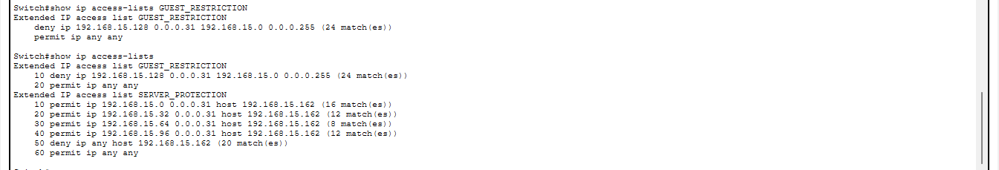 Switch#show ip access-lists GUEST_RESTRICTION
Extended IP access list GUEST_RESTRICTION
    deny ip 192.168.15.128 0.0.0.31 192.168.15.0 0.0.0.255 (24 match(es))
    permit ip any any
Switch#show ip access-lists
Extended IP access list GUEST_RESTRICTION
    10 deny ip 192.168.15.128 0.0.0.31 192.168.15.0 0.0.0.255 (24 match(es))
    20 permit ip any any
Extended IP access list SERVER_PROTECTION
    10 permit ip 192.168.15.0 0.0.0.31 host 192.168.15.162 (16 match(es))
    20 permit ip 192.168.15.32 0.0.0.31 host 192.168.15.162 (12 match(es))
    30 permit ip 192.168.15.64 0.0.0.31 host 192.168.15.162 (8 match(es))
    40 permit ip 192.168.15.96 0.0.0.31 host 192.168.15.162 (12 match(es))
    50 deny ip any host 192.168.15.162 (20 match(es))
    60 permit ip any any